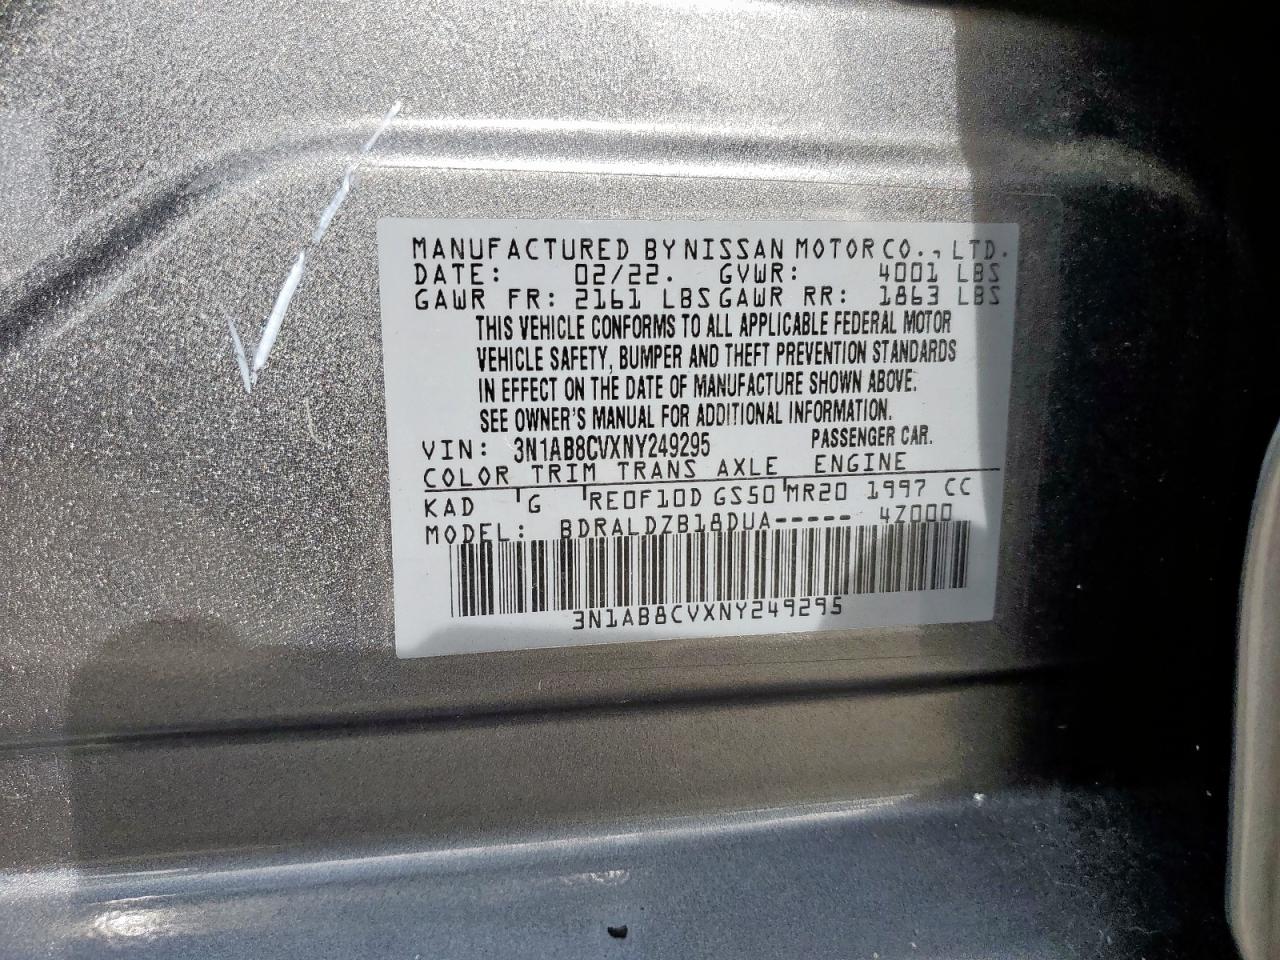 MANUFACTURED BY NISSAN MOTOR CO., LTD.
DATE: 02/22. GVWR: 4001 LBS
GAWR FR: 2161 LBS GAWR RR: 1863 LBS
THIS VEHICLE CONFORMS TO ALL APPLICABLE FEDERAL MOTOR
VEHICLE SAFETY, BUMPER AND THEFT PREVENTION STANDARDS
IN EFFECT ON THE DATE OF MANUFACTURE SHOWN ABOVE.
SEE OWNER'S MANUAL FOR ADDITIONAL INFORMATION.
VIN: 3N1AB8CVXNY249295 PASSENGER CAR.
COLOR TRIM TRANS AXLE ENGINE
KAD G RE0F10D GS50 MR20 1997 CC
MODEL: BDRALDZB18DUA----- 4Z000
3N1AB8CVXNY249295